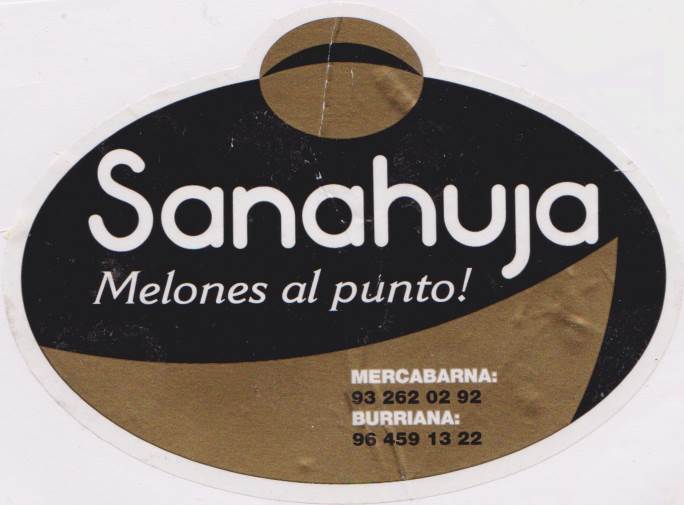 Sanahuja
Melones al punto!
MERCABARNA:
93 262 02 92
BURRIANA:
96 459 13 22